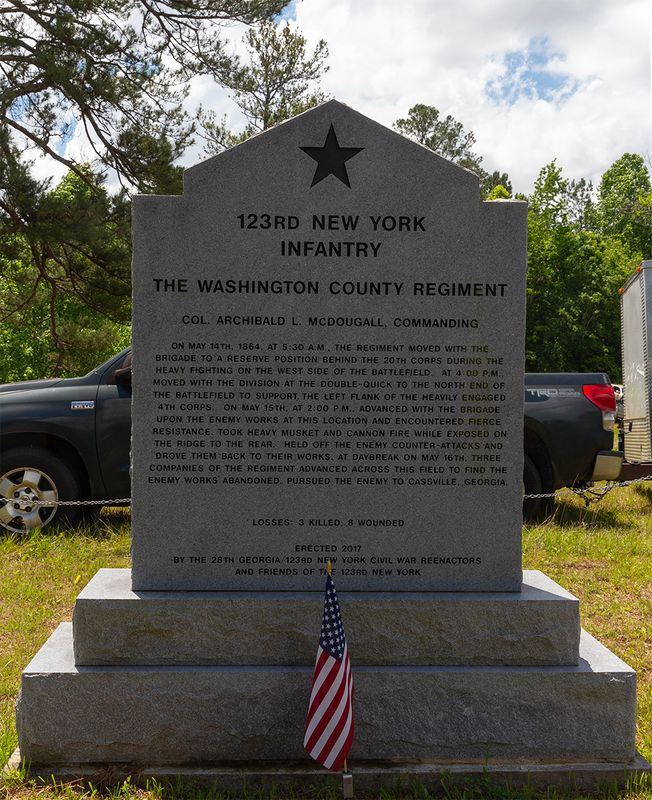 123RD NEW YORK
INFANTRY
THE WASHINGTON COUNTY REGIMENT
COL. ARCHIBALD L. MCDOUGALL, COMMANDING
ON MAY 14TH, 1864, AT 5:30 A.M., THE REGIMENT MOVED WITH THE
BRIGADE TO A RESERVE POSITION BEHIND THE 20TH CORPS DURING THE
HEAVY FIGHTING ON THE WEST SIDE OF THE BATTLEFIELD. AT 4:00 P.M.,
MOVED WITH THE DIVISION AT THE DOUBLE-QUICK TO THE NORTH END OF
THE BATTLEFIELD TO SUPPORT THE LEFT FLANK OF THE HEAVILY ENGAGED
4TH CORPS. ON MAY 15TH, AT 2:00 P.M., ADVANCED WITH THE BRIGADE
UPON THE ENEMY WORKS AT THIS LOCATION AND ENCOUNTERED FIERCE
RESISTANCE. TOOK HEAVY MUSKET AND CANNON FIRE WHILE EXPOSED ON
THE RIDGE TO THE REAR. HELD OFF THE ENEMY COUNTER-ATTACKS AND
DROVE THEM BACK TO THEIR WORKS. AT DAYBREAK ON MAY 16TH, THREE
COMPANIES OF THE REGIMENT ADVANCED ACROSS THIS FIELD TO FIND THE
ENEMY WORKS ABANDONED. PURSUED THE ENEMY TO CASSVILLE, GEORGIA.
LOSSES: 3 KILLED, 8 WOUNDED
ERECTED 2017
BY THE 28TH GEORGIA/123RD NEW YORK CIVIL WAR REENACTORS
AND FRIENDS OF THE 123RD NEW YORK
TRD